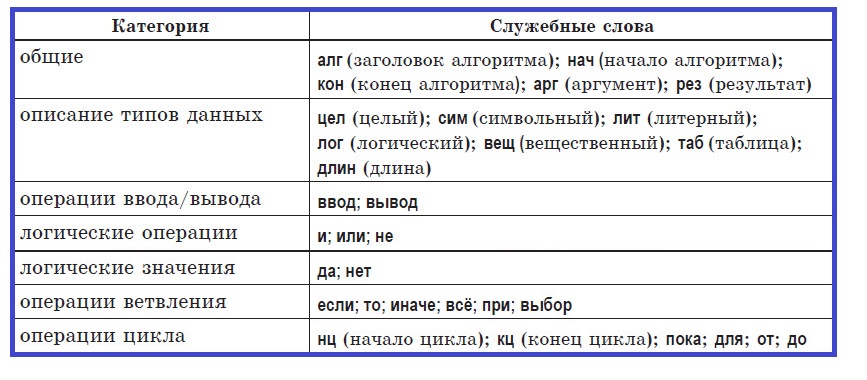 Категория Служебные слова
общие алг (заголовок алгоритма); нач (начало алгоритма);
кон (конец алгоритма); арг (аргумент); рез (результат)
описание типов данных цел (целый); сим (символьный); лит (литерный);
лог (логический); вещ (вещественный); таб (таблица);
длин (длина)
операции ввода/вывода ввод; вывод
логические операции и; или; не
логические значения да; нет
операции ветвления если; то; иначе; всё; при; выбор
операции цикла нц (начало цикла); кц (конец цикла); пока; для; от; до